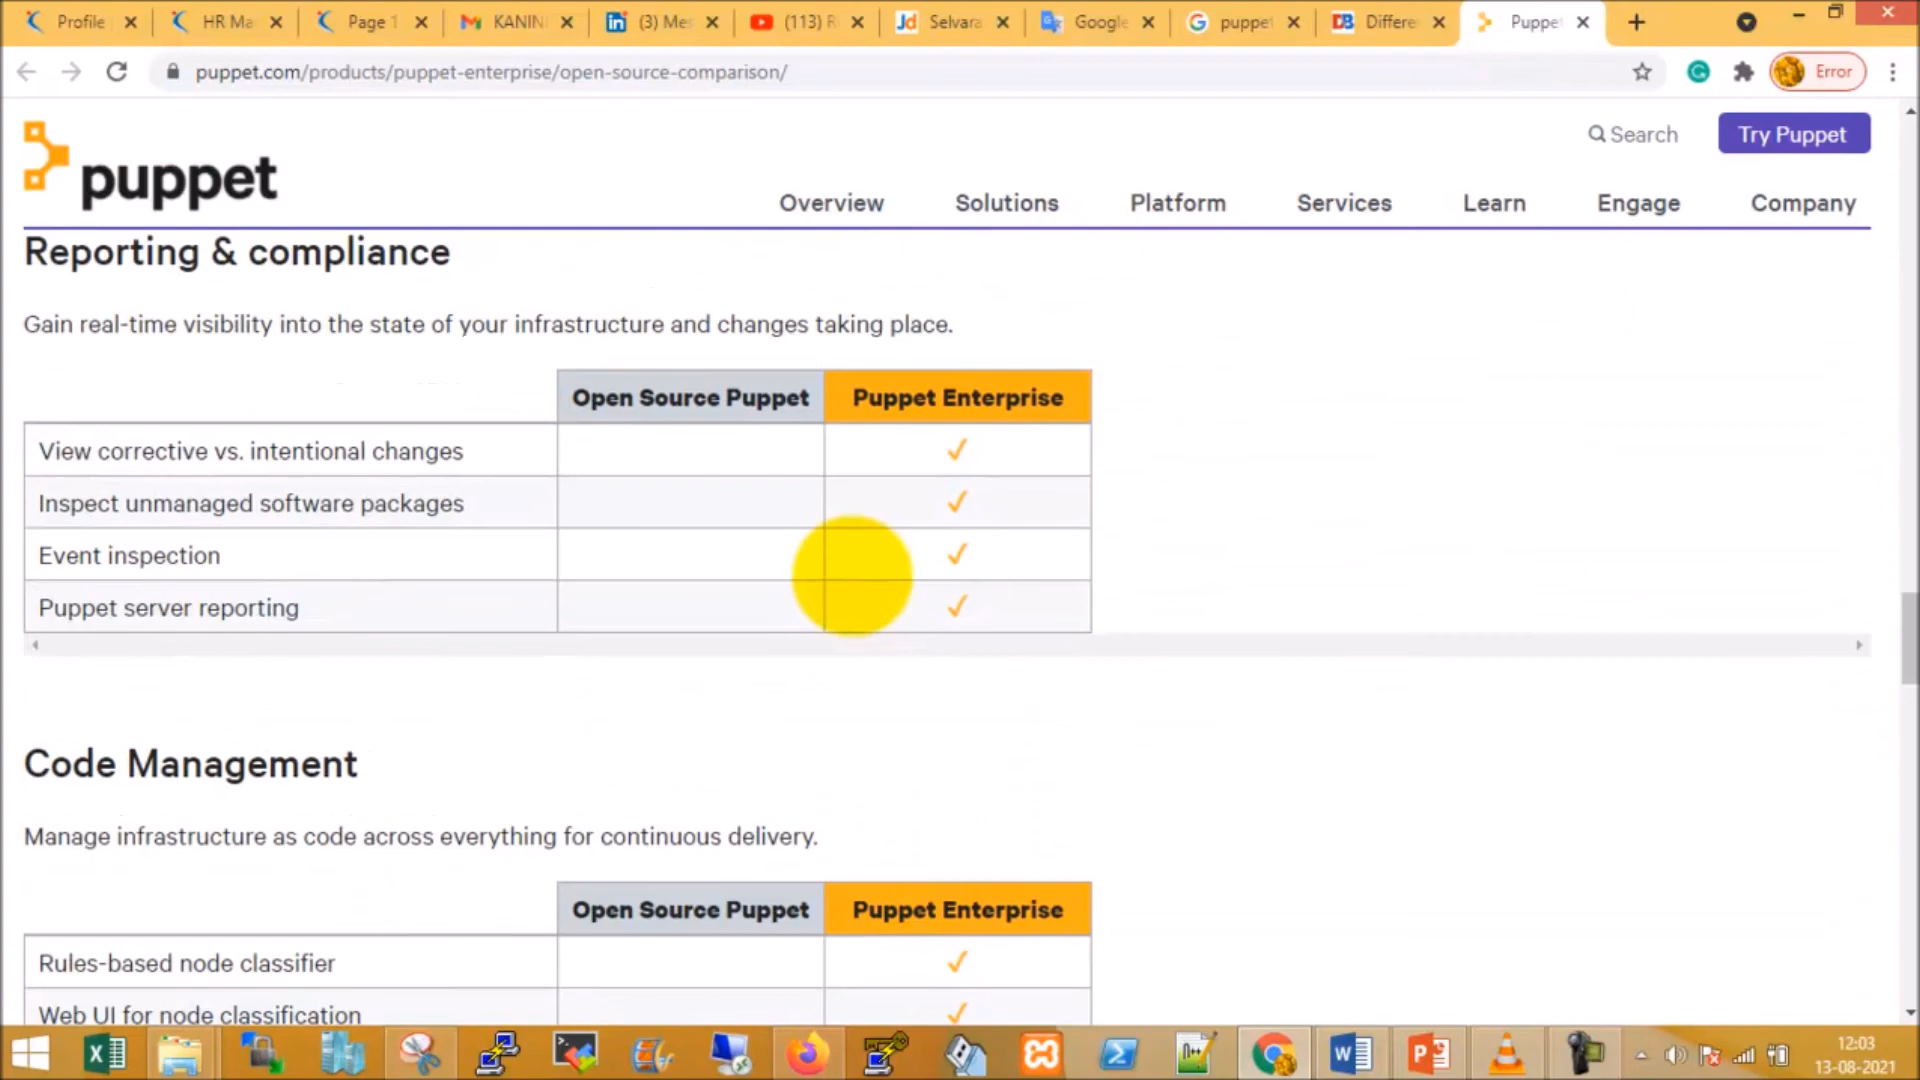 Profile
HR Ma
Page 1
KANIN
(3) Me
(113) R
Selvara
Google
puppet
Differe
Puppe
puppet.com/products/puppet-enterprise/open-source-comparison/
Error
puppet
Search
Try Puppet
Overview Solutions Platform Services Learn Engage Company
Reporting & compliance
Gain real-time visibility into the state of your infrastructure and changes taking place.
Open Source Puppet Puppet Enterprise
View corrective vs. intentional changes ✓
Inspect unmanaged software packages ✓
Event inspection ✓
Puppet server reporting ✓
Code Management
Manage infrastructure as code across everything for continuous delivery.
Open Source Puppet Puppet Enterprise
Rules-based node classifier ✓
Web UI for node classification ✓
12:03
13-08-2021